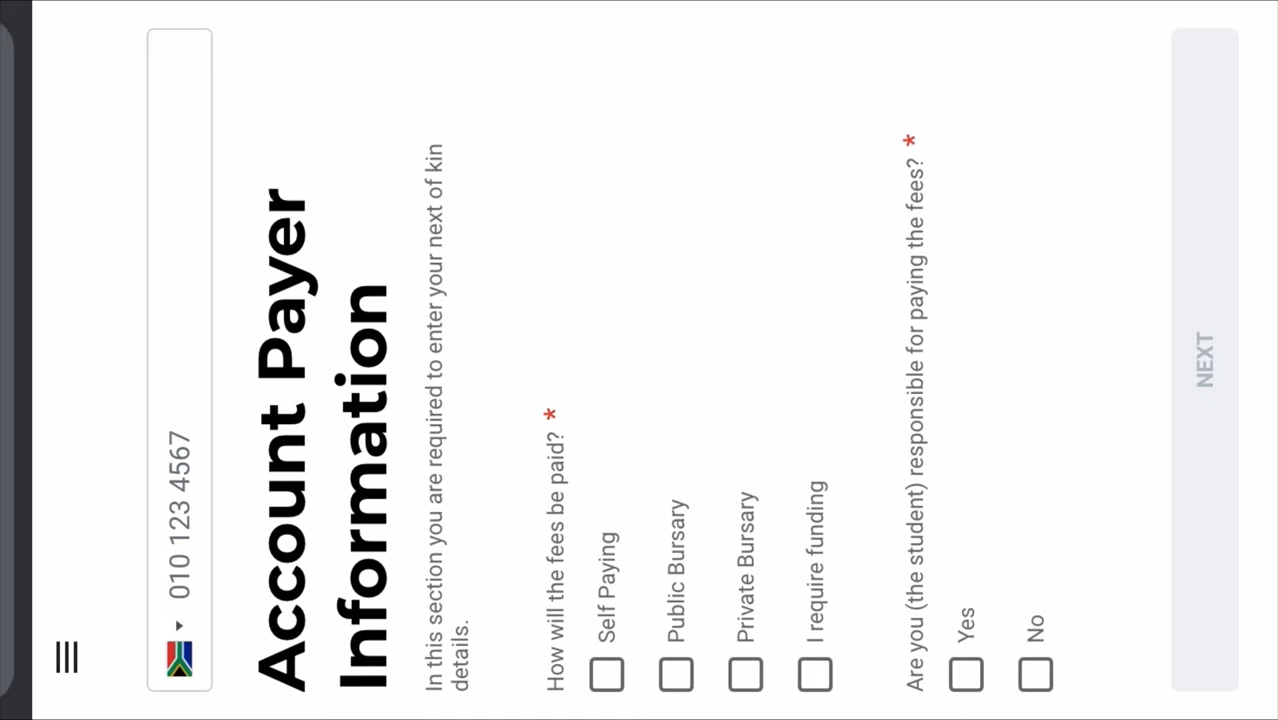 010 123 4567
Account Payer
Information
In this section you are required to enter your next of kin
details.
How will the fees be paid? *
Self Paying
Public Bursary
Private Bursary
I require funding
Are you (the student) responsible for paying the fees? *
Yes
No
NEXT